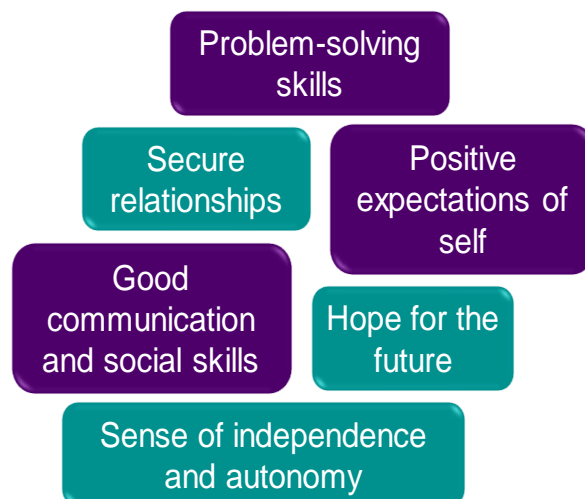 Problem-solving
skills
Secure
relationships
Positive
expectations of
self
Good
communication
and social skills
Hope for the
future
Sense of independence
and autonomy